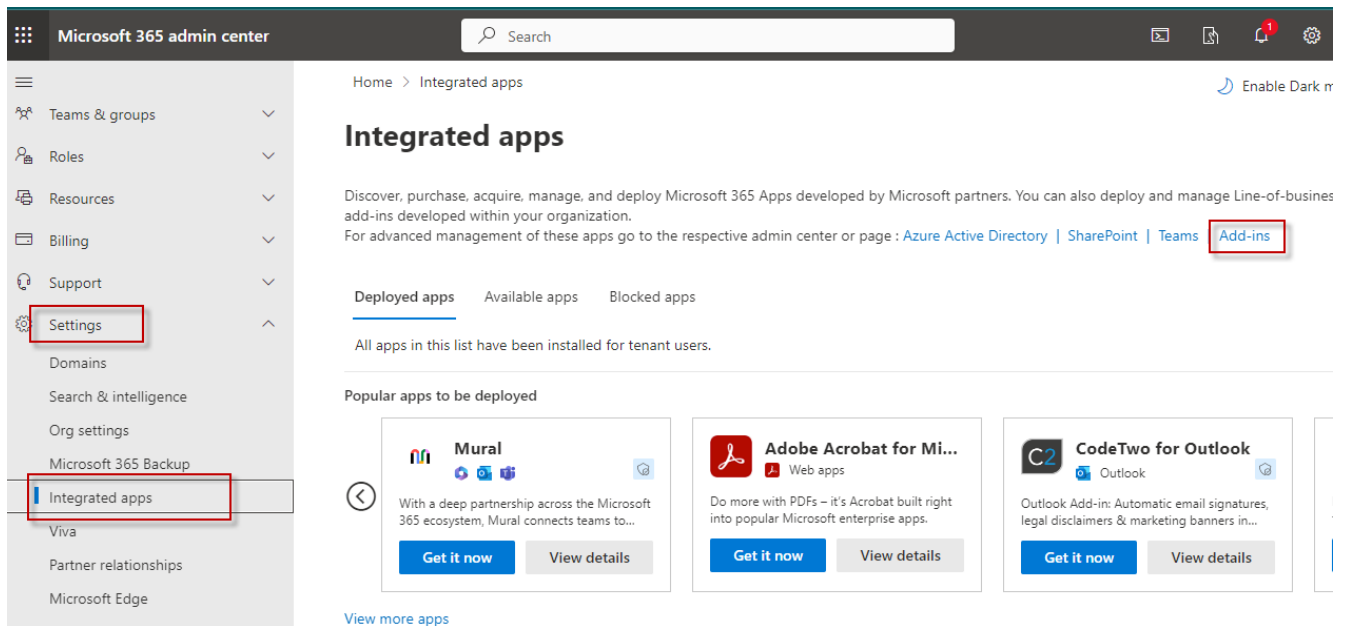 Microsoft 365 admin center
Search
1
Home > Integrated apps
Enable Dark m
Teams & groups
Roles
Resources
Billing
Support
Settings
Domains
Search & intelligence
Org settings
Microsoft 365 Backup
Integrated apps
Viva
Partner relationships
Microsoft Edge
Integrated apps
Discover, purchase, acquire, manage, and deploy Microsoft 365 Apps developed by Microsoft partners. You can also deploy and manage Line-of-busines
add-ins developed within your organization.
For advanced management of these apps go to the respective admin center or page : Azure Active Directory | SharePoint | Teams | Add-ins
Deployed apps Available apps Blocked apps
All apps in this list have been installed for tenant users.
Popular apps to be deployed
Mural
With a deep partnership across the Microsoft
365 ecosystem, Mural connects teams to...
Get it now View details
Adobe Acrobat for Mi...
Web apps
Do more with PDFs – it's Acrobat built right
into popular Microsoft enterprise apps.
Get it now View details
C2
CodeTwo for Outlook
Outlook
Outlook Add-in: Automatic email signatures,
legal disclaimers & marketing banners in...
Get it now View details
View more apps